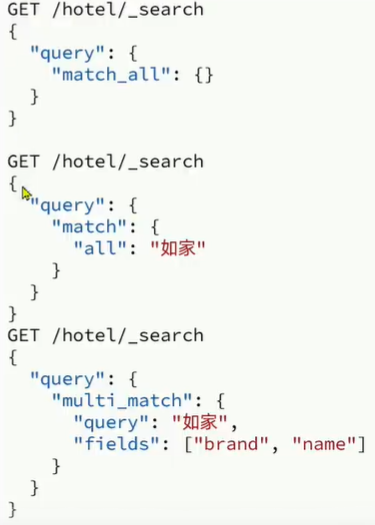 GET /hotel/_search
{
  "query": {
    "match_all": {}
  }
}

GET /hotel/_search
{
  "query": {
    "match": {
      "all": "如家"
    }
  }
}
GET /hotel/_search
{
  "query": {
    "multi_match": {
      "query": "如家",
      "fields": ["brand", "name"]
    }
  }
}